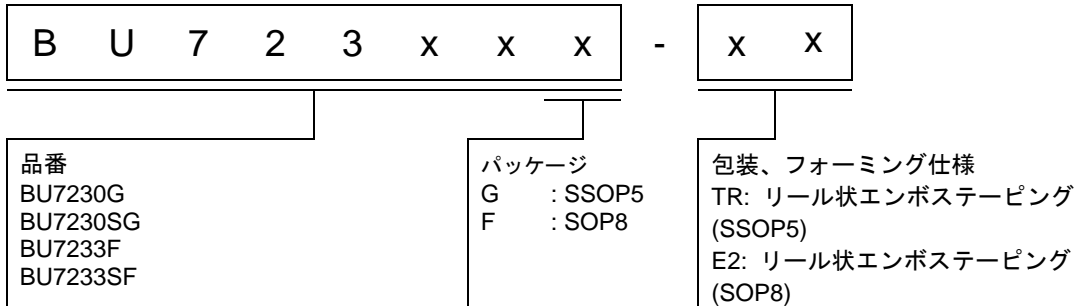 B U 7 2 3 x x x - x x
品番
BU7230G
BU7230SG
BU7233F
BU7233SF
パッケージ
G : SSOP5
F : SOP8
包装、フォーミング仕様
TR: リール状エンボステーピング
(SSOP5)
E2: リール状エンボステーピング
(SOP8)